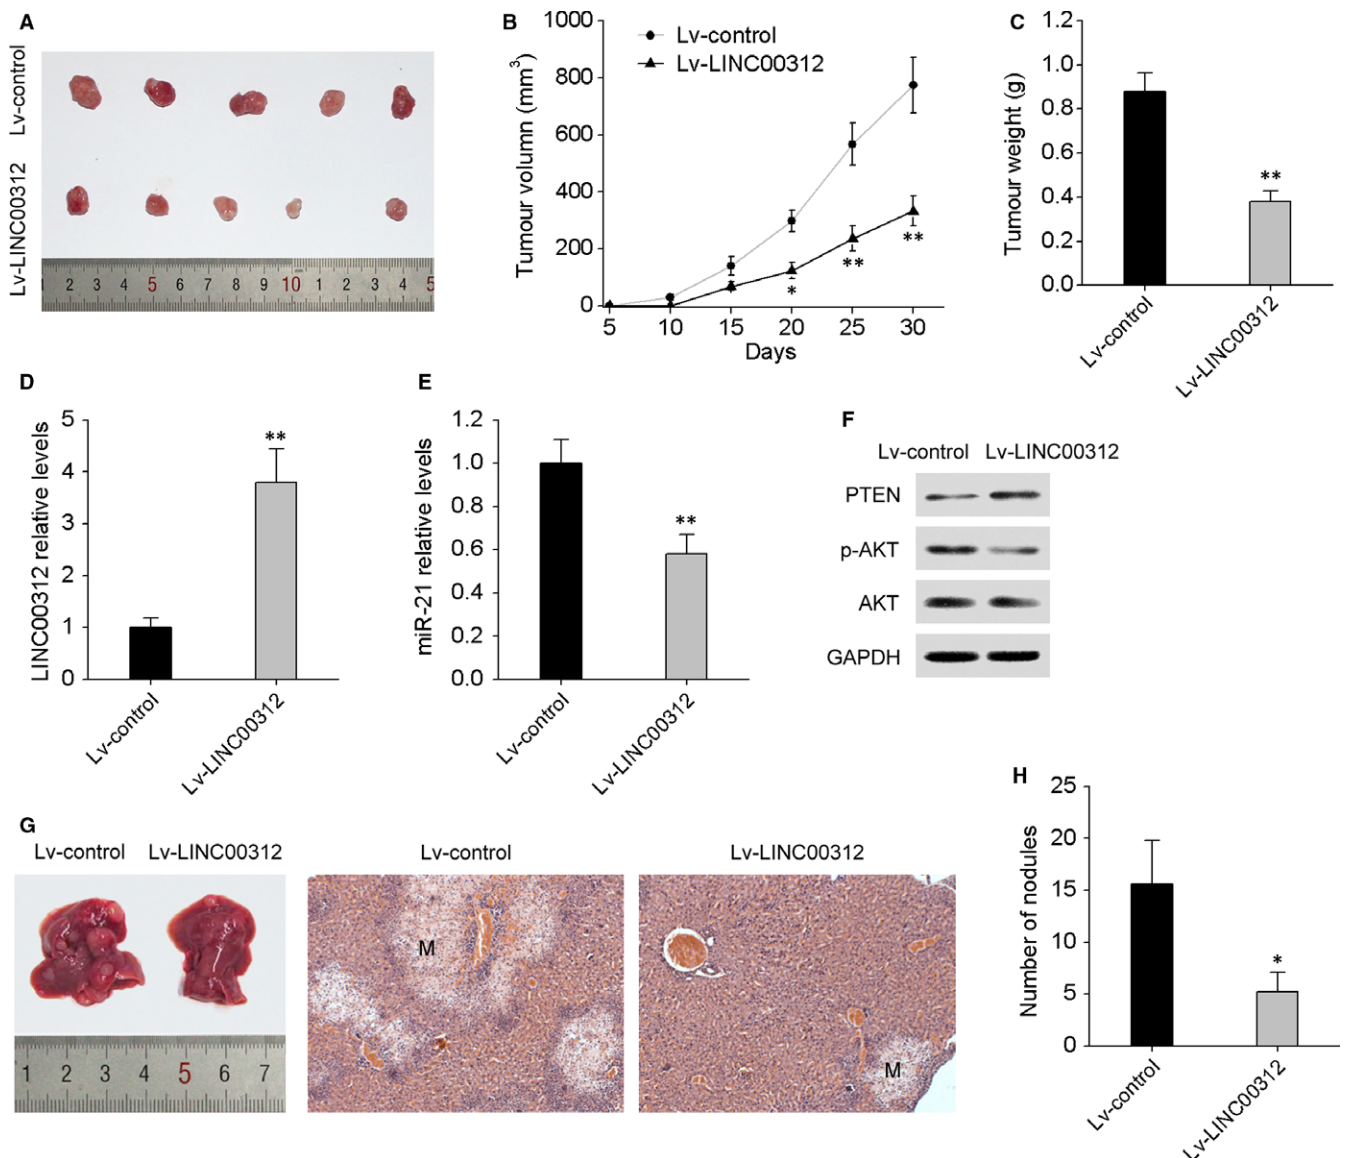 A
Lv-control
Lv-LINC00312
2 3 4 5 6 7 8 9 10 1 2 3 4 5
B
Tumour volumn (mm³)
1000
800
600
400
200
0
5 10 15 20 25 30
Days
Lv-control
Lv-LINC00312
*
**
**
C
Tumour weight (g)
1.2
1.0
0.8
0.6
0.4
0.2
0.0
**
Lv-control
Lv-LINC00312
D
LINC00312 relative levels
5
4
3
2
1
0
**
Lv-control
Lv-LINC00312
E
miR-21 relative levels
1.2
1.0
0.8
0.6
0.4
0.2
0.0
**
Lv-control
Lv-LINC00312
F
Lv-control Lv-LINC00312
PTEN
p-AKT
AKT
GAPDH
G
Lv-control Lv-LINC00312
1 2 3 4 5 6 7
Lv-control
M
Lv-LINC00312
M
H
Number of nodules
25
20
15
10
5
0
*
Lv-control
Lv-LINC00312